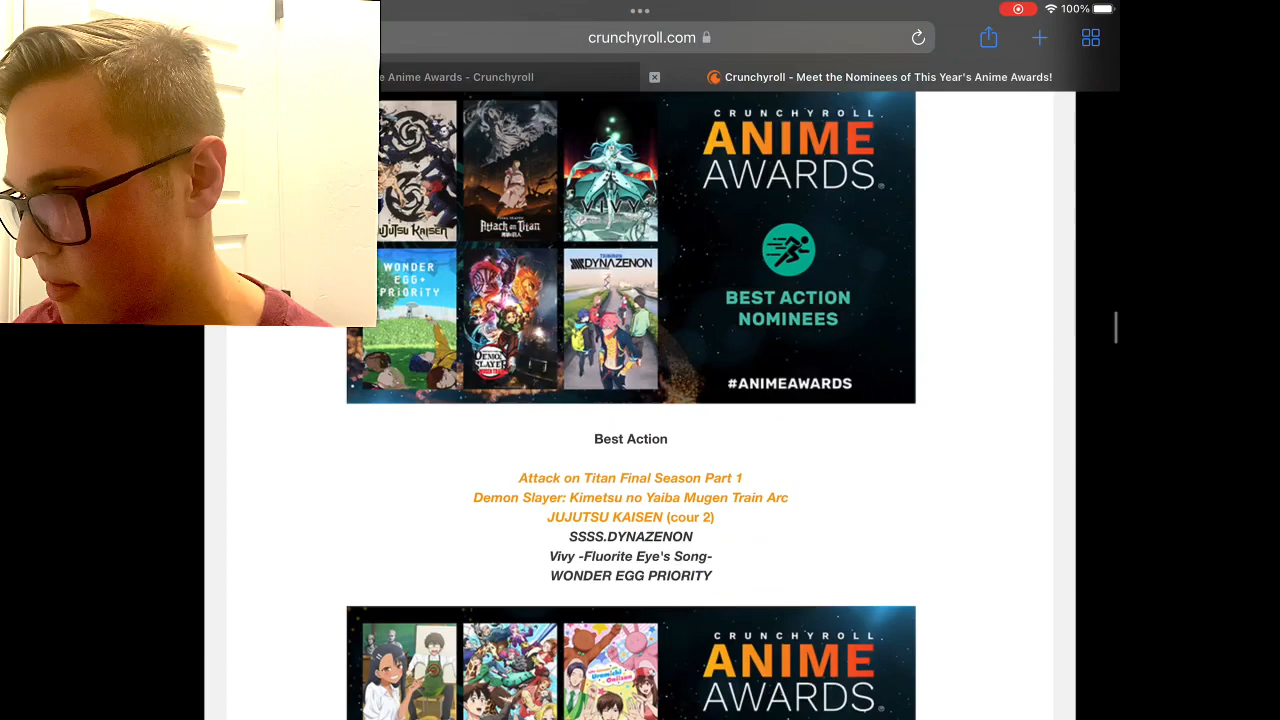 100%
crunchyroll.com
e Anime Awards - Crunchyroll
Crunchyroll - Meet the Nominees of This Year's Anime Awards!
JUJUTSU KAISEN
Attack on Titan
VIVY
CRUNCHYROLL
ANIME
AWARDS
WONDER
EGG+
PRIORITY
DEMON
SLAYER
DYNAZENON
BEST ACTION
NOMINEES
#ANIMEAWARDS
Best Action
Attack on Titan Final Season Part 1
Demon Slayer: Kimetsu no Yaiba Mugen Train Arc
JUJUTSU KAISEN (cour 2)
SSSS.DYNAZENON
Vivy -Fluorite Eye's Song-
WONDER EGG PRIORITY
CRUNCHYROLL
ANIME
AWARDS